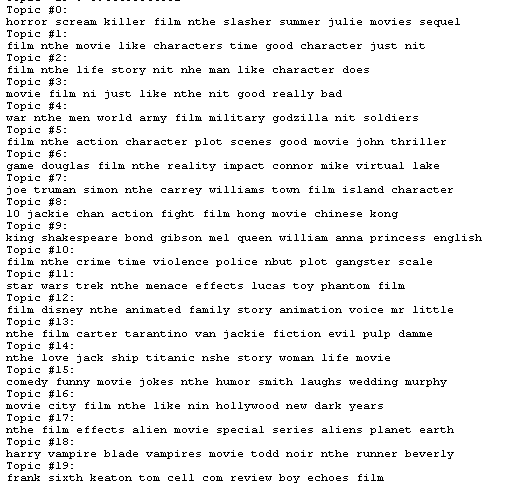 Topic #0:
horror scream killer film nthe slasher summer julie movies sequel
Topic #1:
film nthe movie like characters time good character just nit
Topic #2:
film nthe life story nit nhe man like character does
Topic #3:
movie film ni just like nthe nit good really bad
Topic #4:
war nthe men world army film military godzilla nit soldiers
Topic #5:
film nthe action character plot scenes good movie john thriller
Topic #6:
game douglas film nthe reality impact connor mike virtual lake
Topic #7:
joe truman simon nthe carrey williams town film island character
Topic #8:
10 jackie chan action fight film hong movie chinese kong
Topic #9:
king shakespeare bond gibson mel queen william anna princess english
Topic #10:
film nthe crime time violence police nbut plot gangster scale
Topic #11:
star wars trek nthe menace effects lucas toy phantom film
Topic #12:
film disney nthe animated family story animation voice mr little
Topic #13:
nthe film carter tarantino van jackie fiction evil pulp damme
Topic #14:
nthe love jack ship titanic nshe story woman life movie
Topic #15:
comedy funny movie jokes nthe humor smith laughs wedding murphy
Topic #16:
movie city film nthe like nin hollywood new dark years
Topic #17:
nthe film effects alien movie special series aliens planet earth
Topic #18:
harry vampire blade vampires movie todd noir nthe runner beverly
Topic #19:
frank sixth keaton tom cell com review boy echoes film